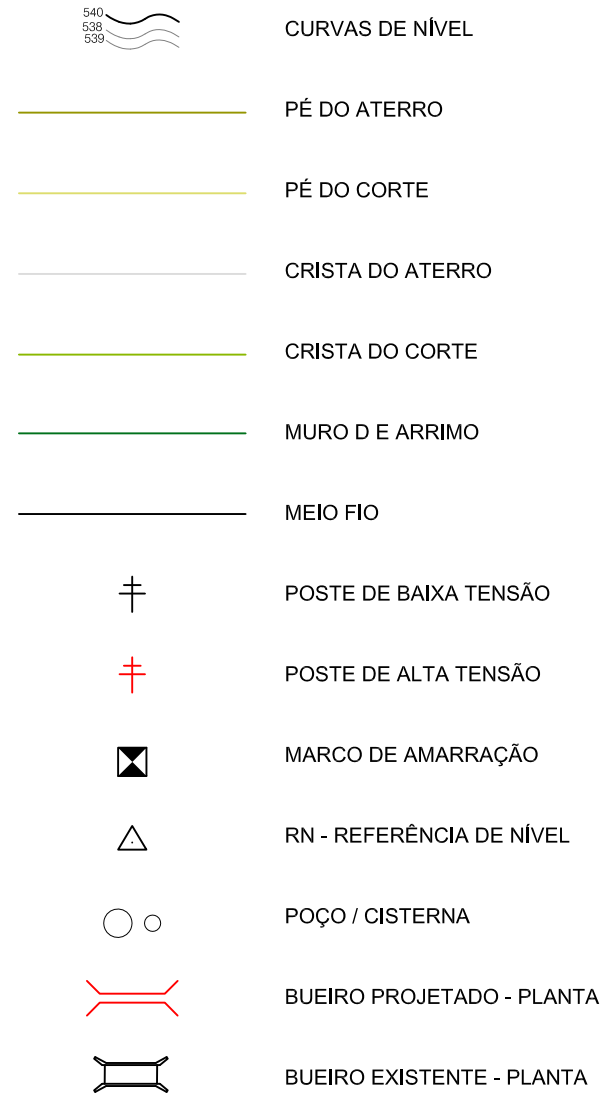 540
538
539
CURVAS DE NÍVEL
PÉ DO ATERRO
PÉ DO CORTE
CRISTA DO ATERRO
CRISTA DO CORTE
MURO D E ARRIMO
MEIO FIO
POSTE DE BAIXA TENSÃO
POSTE DE ALTA TENSÃO
MARCO DE AMARRAÇÃO
RN - REFERÊNCIA DE NÍVEL
POÇO / CISTERNA
BUEIRO PROJETADO - PLANTA
BUEIRO EXISTENTE - PLANTA